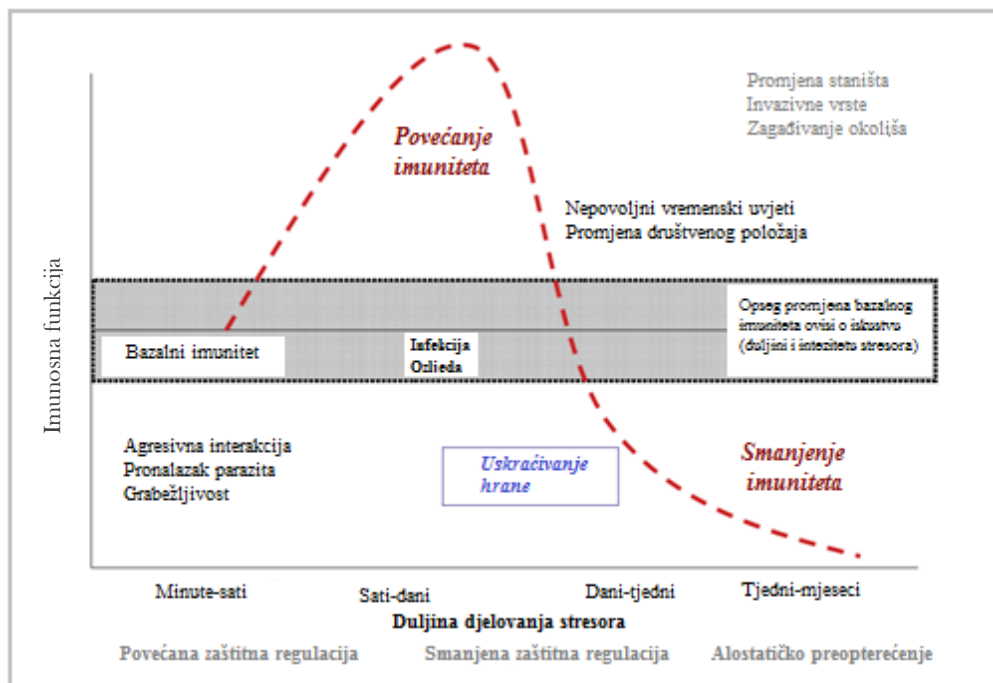 Promjena staništa
Invazivne vrste
Zagađivanje okoliša
Povećanje
imuniteta
Nepovoljni vremenski uvjeti
Promjena društvenog položaja
Imunosna funkcija
Opseg promjena bazalnog
imuniteta ovisi o iskustvu
(duljini i intezitetu stresora)
Bazalni imunitet
Infekcija
Ozlieda
Agresivna interakcija
Pronalazak parazita
Grabežljivost
Uskraćivanje
hrane
Smanjenje
imuniteta
Minute-sati
Sati-dani
Dani-tjedni
Tjedni-mjeseci
Duljina djelovanja stresora
Povećana zaštitna regulacija
Smanjena zaštitna regulacija
Alostatičko preopterećenje